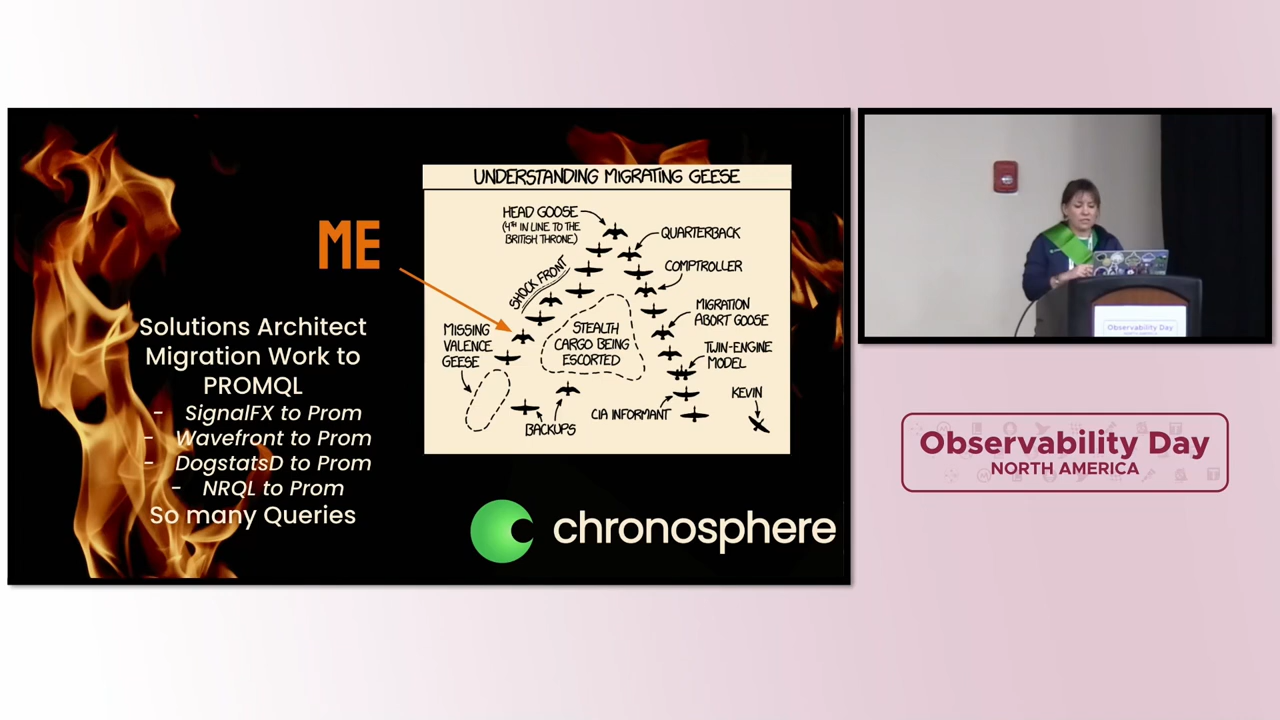 ME
Solutions Architect
Migration Work to
PROMQL
- SignalFX to Prom
- Wavefront to Prom
- DogstatsD to Prom
- NRQL to Prom
So many Queries
UNDERSTANDING MIGRATING GEESE
HEAD GOOSE
(4TH IN LINE TO THE
BRITISH THRONE)
QUARTERBACK
COMPTROLLER
SHOCK FRONT
MIGRATION
ABORT GOOSE
MISSING
VALENCE
GEESE
STEALTH
CARGO BEING
ESCORTED
TWIN-ENGINE
MODEL
KEVIN
CIA INFORMANT
BACKUPS
chronosphere
Observability Day
Observability Day
NORTH AMERICA